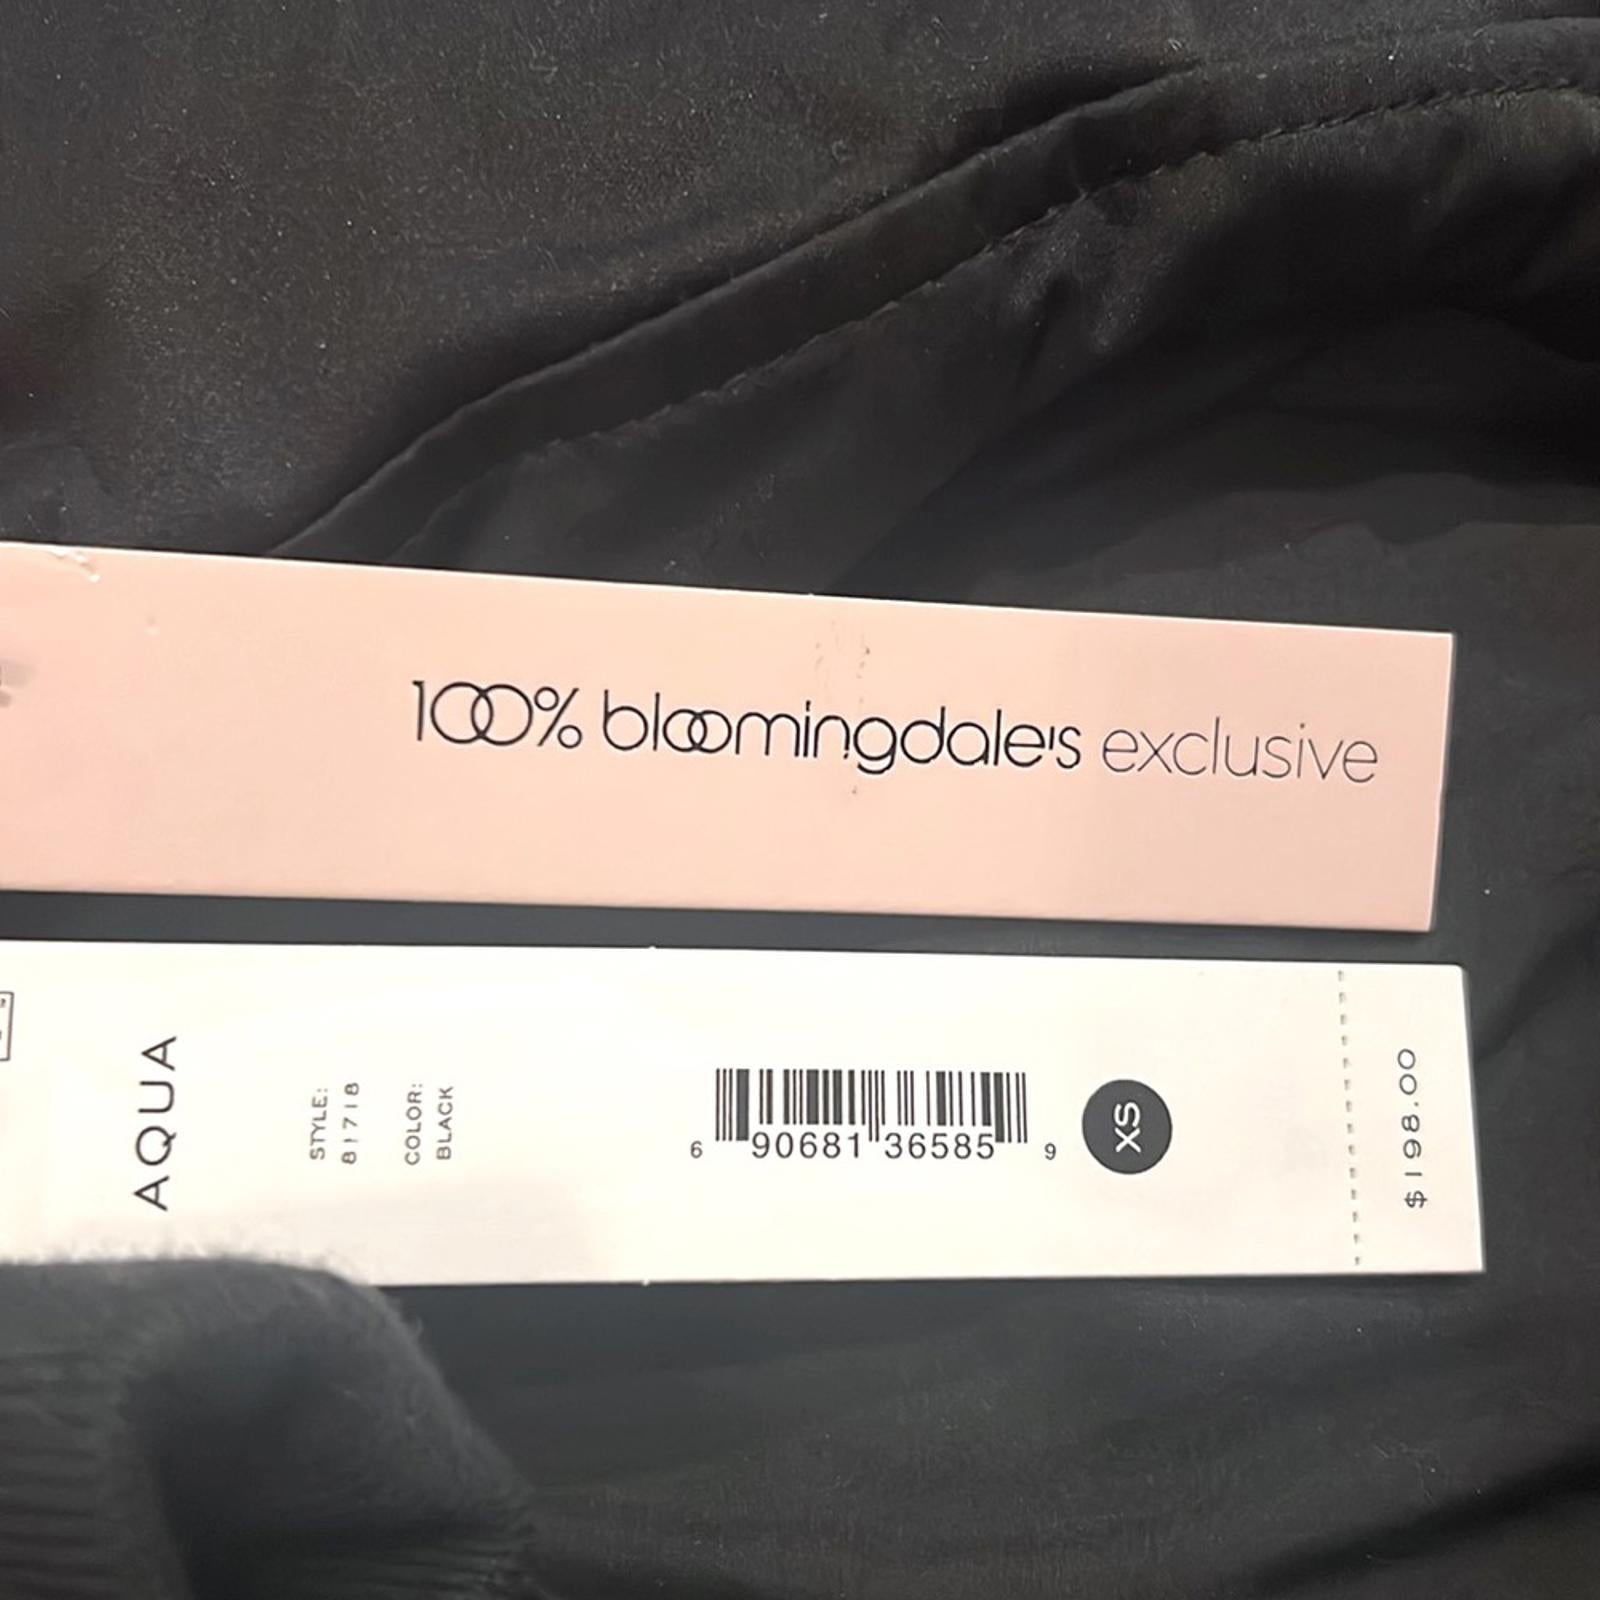 100% bloomingdale's exclusive
AQUA
STYLE:
81718
COLOR:
BLACK
6 90681 36585 9
XS
$198.00